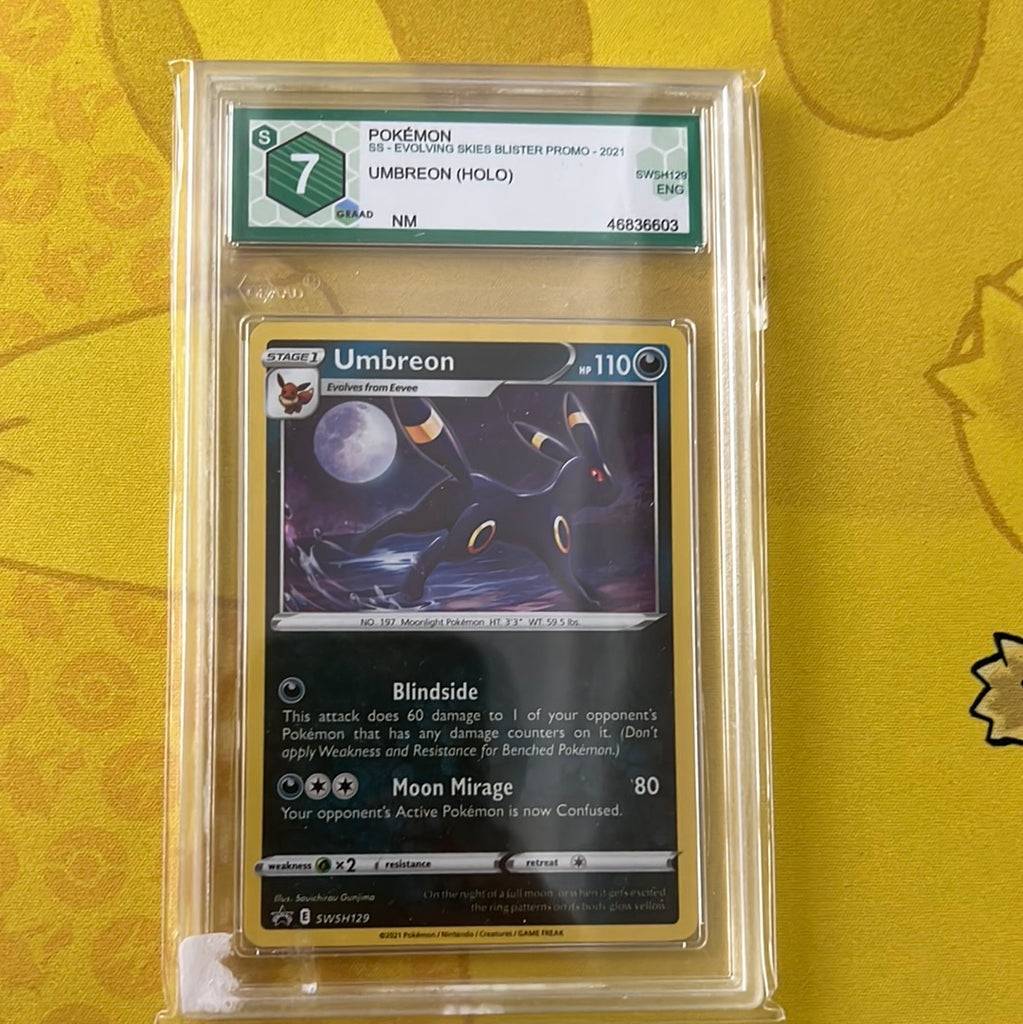 S
7
GRAAD
POKÉMON
SS - EVOLVING SKIES BLISTER PROMO - 2021
UMBREON (HOLO)
SWSH129
ENG
NM
46836603
GRAAD
STAGE 1
Umbreon
HP 110
Evolves from Eevee
NO. 197 Moonlight Pokémon HT: 3'3" WT: 59.5 lbs.
Blindside
This attack does 60 damage to 1 of your opponent's
Pokémon that has any damage counters on it. (Don't
apply Weakness and Resistance for Benched Pokémon.)
Moon Mirage 80
Your opponent's Active Pokémon is now Confused.
weakness ×2 resistance retreat
Illus. Souichirou Gunjima
On the night of a full moon, or when it gets excited,
the ring patterns on its body glow yellow.
E SWSH129
©2021 Pokémon / Nintendo / Creatures / GAME FREAK